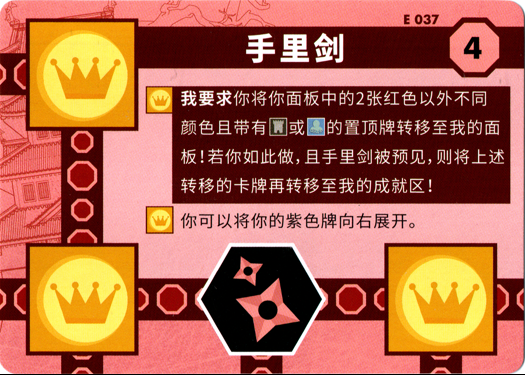 E 037
手里剑
4
我要求你将你面板中的2张红色以外不同
颜色且带有或的置顶牌转移至我的面
板！若你如此做，且手里剑被预见，则将上述
转移的卡牌再转移至我的成就区！
你可以将你的紫色牌向右展开。